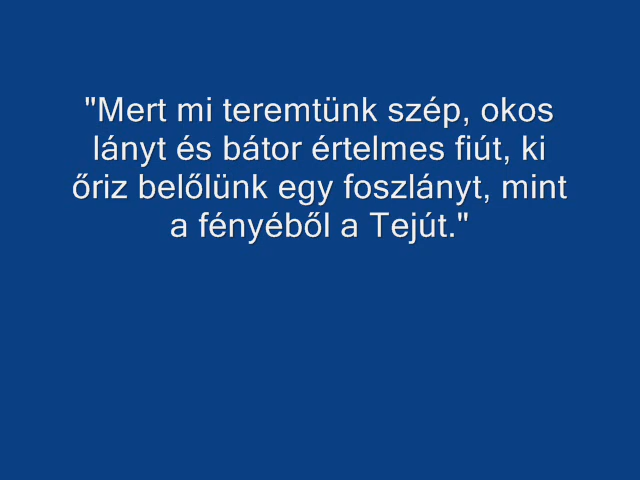 "Mert mi teremtünk szép, okos
lányt és bátor értelmes fiút, ki
őriz belőlünk egy foszlányt, mint
a fényéből a Tejút."